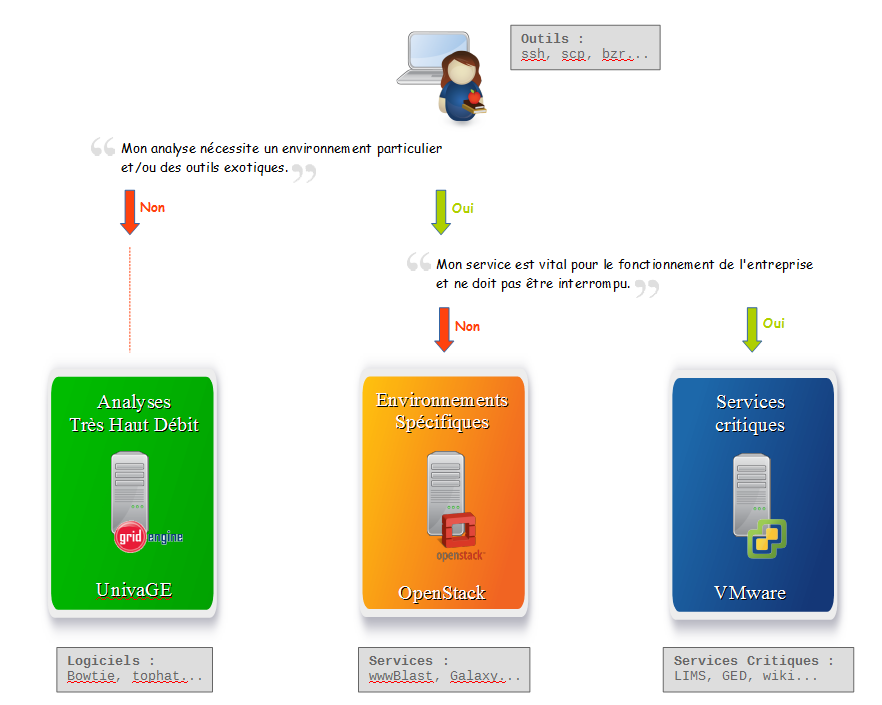 Outils :
ssh, scp, bzr...
Mon analyse nécessite un environnement particulier
et/ou des outils exotiques.
Non
Oui
Mon service est vital pour le fonctionnement de l'entreprise
et ne doit pas être interrompu.
Non
Oui
Analyses
Très Haut Débit
grid engine
UnivaGE
Environnements
Spécifiques
openstack
OpenStack
Services
critiques
VMware
Logiciels :
Bowtie, tophat...
Services :
wwwBlast, Galaxy...
Services Critiques :
LIMS, GED, wiki...